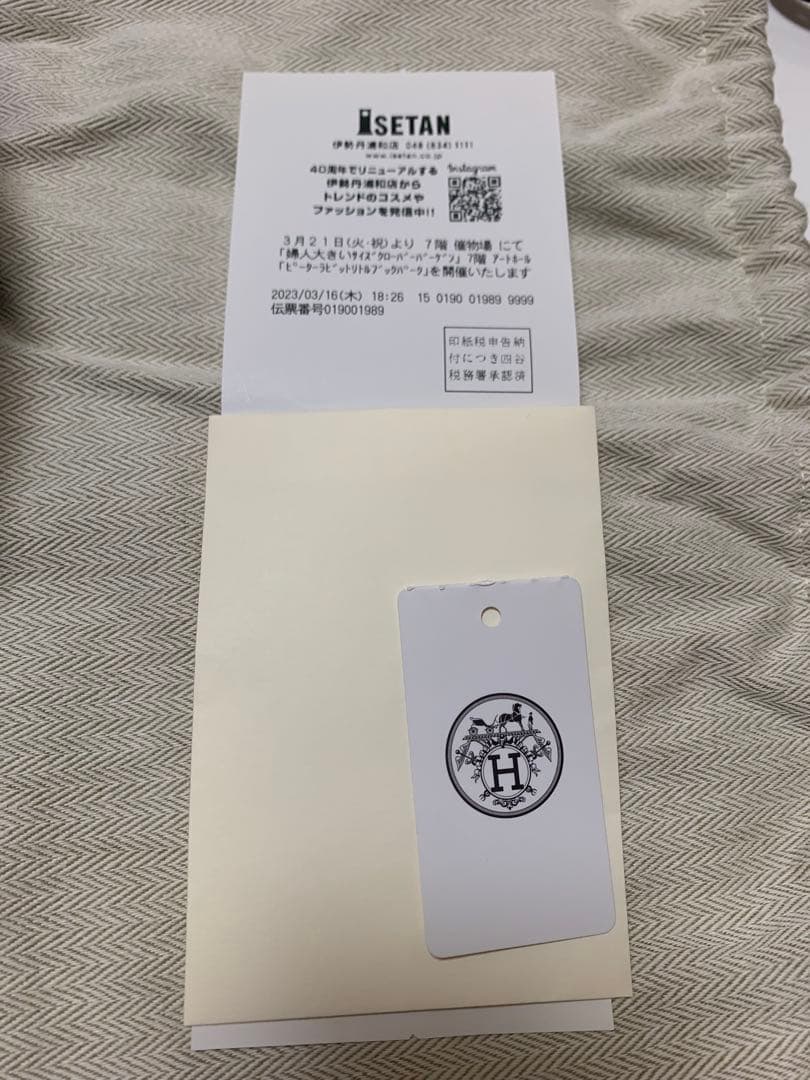 ISETAN
伊勢丹浦和店 048(834)1111
www.isetan.co.jp
40周年でリニューアルする
伊勢丹浦和店から
トレンドのコスメや
ファッションを発信中!!
Instagram
3月21日(火・祝)より 7階 催物場 にて
「婦人大きいサイズクローバーバーゲン」7階 アートホール
「ピーターラビットリトルブックパーク」を開催いたします
2023/03/16(木) 18:26 15 0190 01989 9999
伝票番号019001989
印紙税申告納
付につき四谷
税務署承認済
H